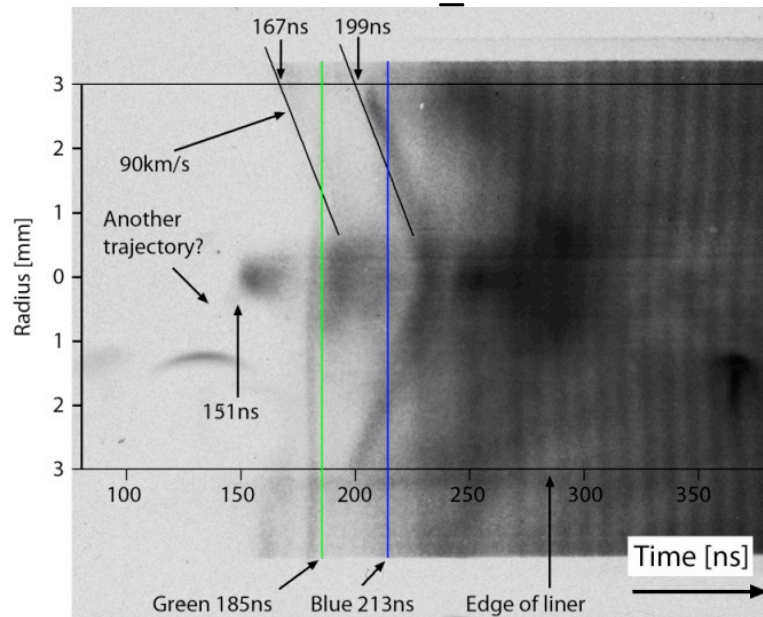 167ns
199ns
3
2
1
0
1
2
3
Radius [mm]
90km/s
Another
trajectory?
151ns
100
150
200
250
300
350
Time [ns]
Green 185ns
Blue 213ns
Edge of liner